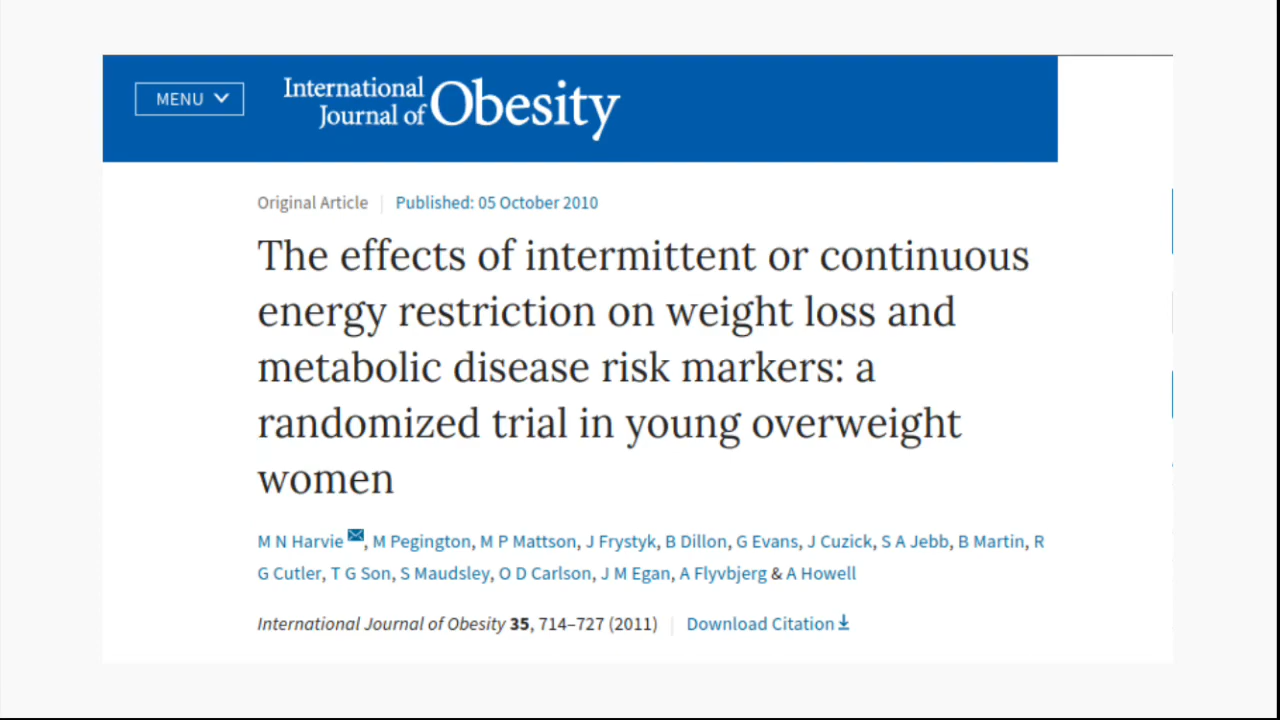 MENU
International
Journal of Obesity
Original Article | Published: 05 October 2010
The effects of intermittent or continuous
energy restriction on weight loss and
metabolic disease risk markers: a
randomized trial in young overweight
women
M N Harvie, M Pegington, M P Mattson, J Frystyk, B Dillon, G Evans, J Cuzick, S A Jebb, B Martin, R
G Cutler, T G Son, S Maudsley, O D Carlson, J M Egan, A Flyvbjerg & A Howell
International Journal of Obesity 35, 714–727 (2011) | Download Citation